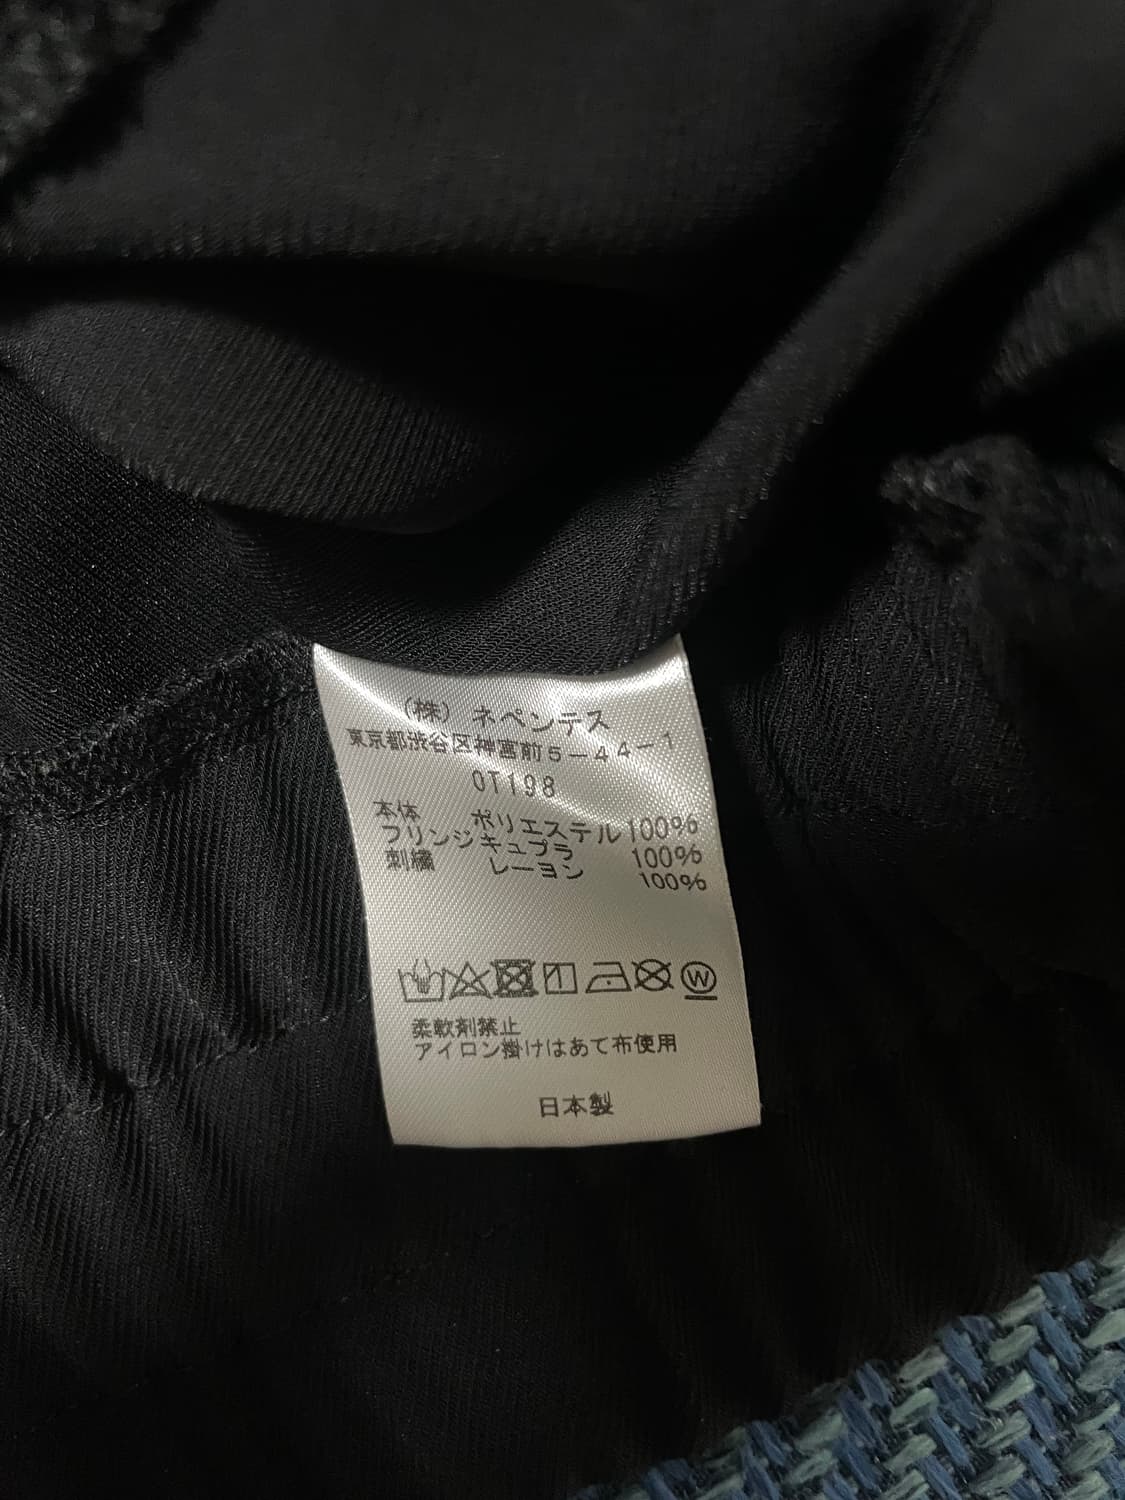 （株）ネペンテス
東京都渋谷区神宮前５－４４－１
OT198
本体 ポリエステル100%
フリンジキュプラ 100%
刺繍 レーヨン 100%
W
柔軟剤禁止
アイロン掛けはあて布使用
日本製